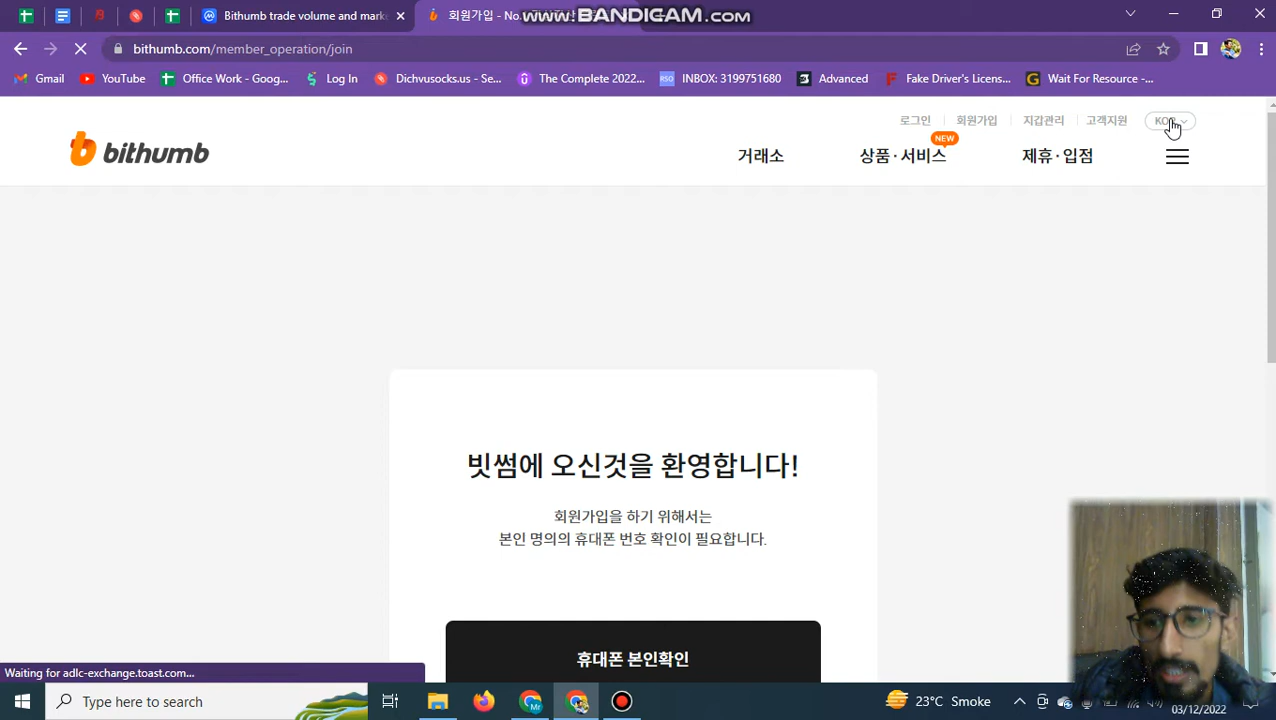 Bithumb trade volume and mark
회원가입 - No.
WWW.BANDICAM.COM
bithumb.com/member_operation/join
Gmail
YouTube
Office Work - Goog...
Log In
Dichvusocks.us - Se...
The Complete 2022...
RSO
INBOX: 3199751680
Advanced
Fake Driver's Licens...
Wait For Resource -...
로그인
회원가입
지갑관리
고객지원
bithumb
거래소
상품·서비스
NEW
제휴·입점
빗썸에 오신것을 환영합니다!
회원가입을 하기 위해서는
본인 명의의 휴대폰 번호 확인이 필요합니다.
휴대폰 본인확인
Waiting for adlc-exchange.toast.com...
Type here to search
23°C Smoke
03/12/2022